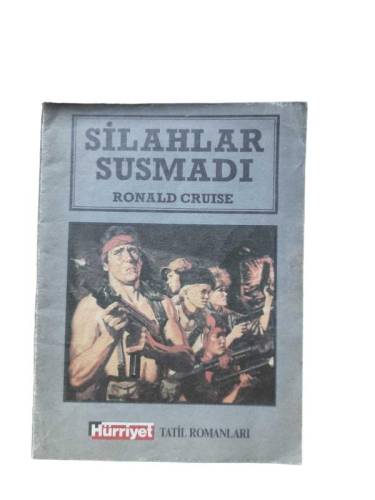 SİLAHLAR
SUSMADI
RONALD CRUISE
Hürriyet TATİL ROMANLARI